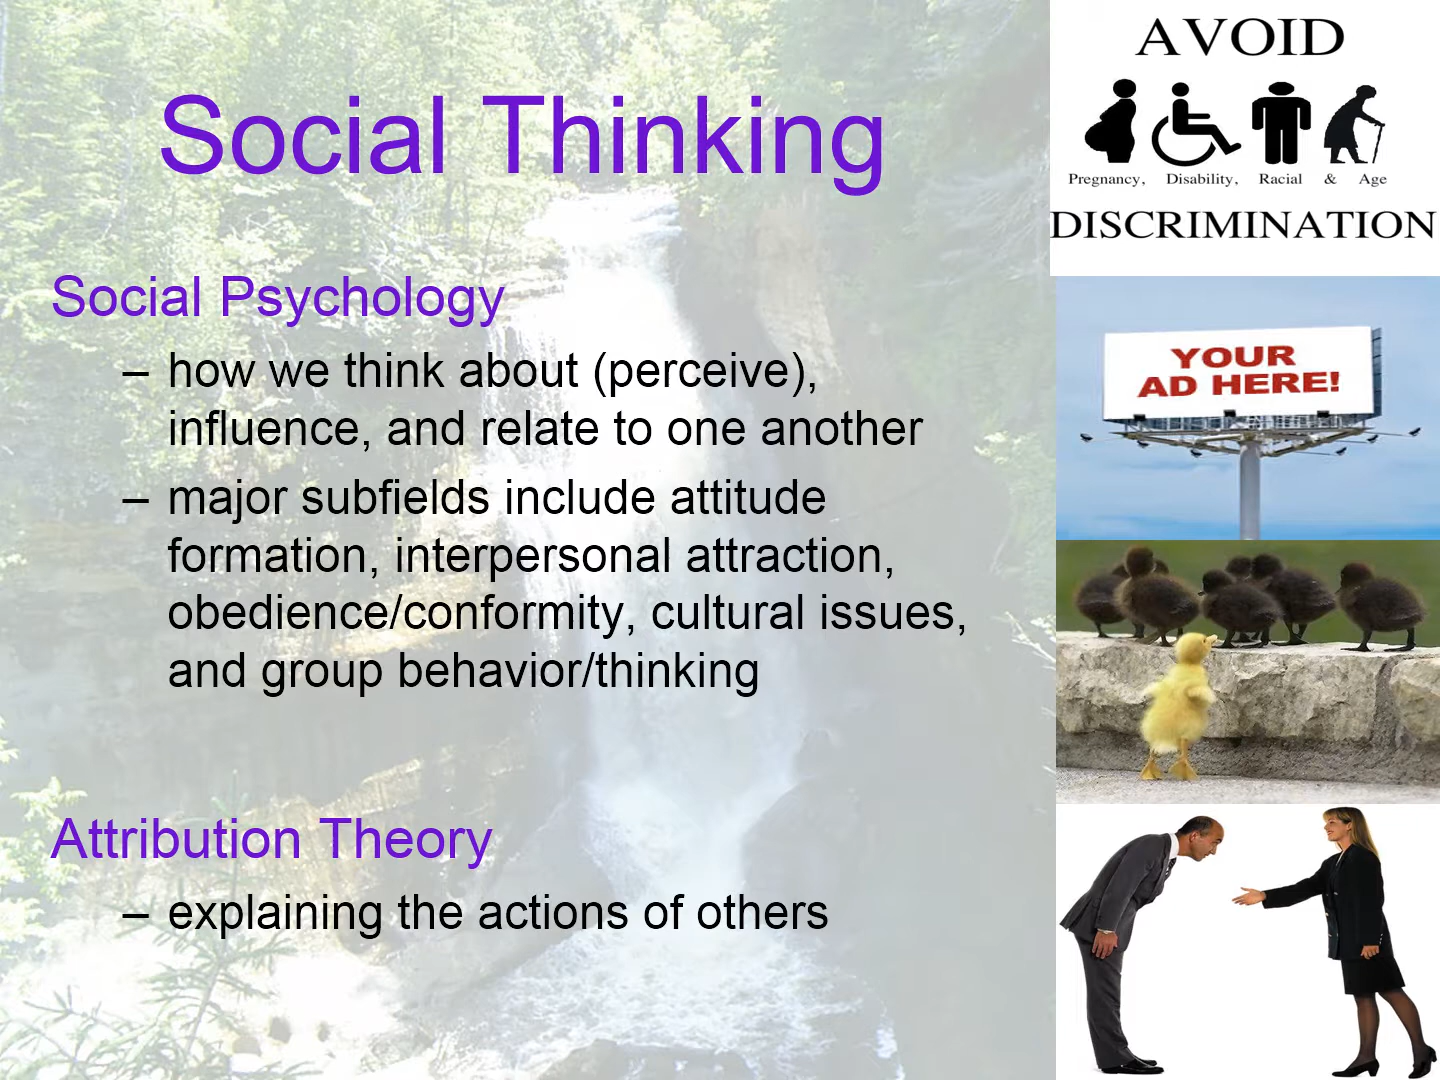 Social Thinking
Social Psychology
– how we think about (perceive),
influence, and relate to one another
– major subfields include attitude
formation, interpersonal attraction,
obedience/conformity, cultural issues,
and group behavior/thinking
Attribution Theory
– explaining the actions of others
AVOID
Pregnancy, Disability, Racial & Age
DISCRIMINATION
YOUR
AD HERE!